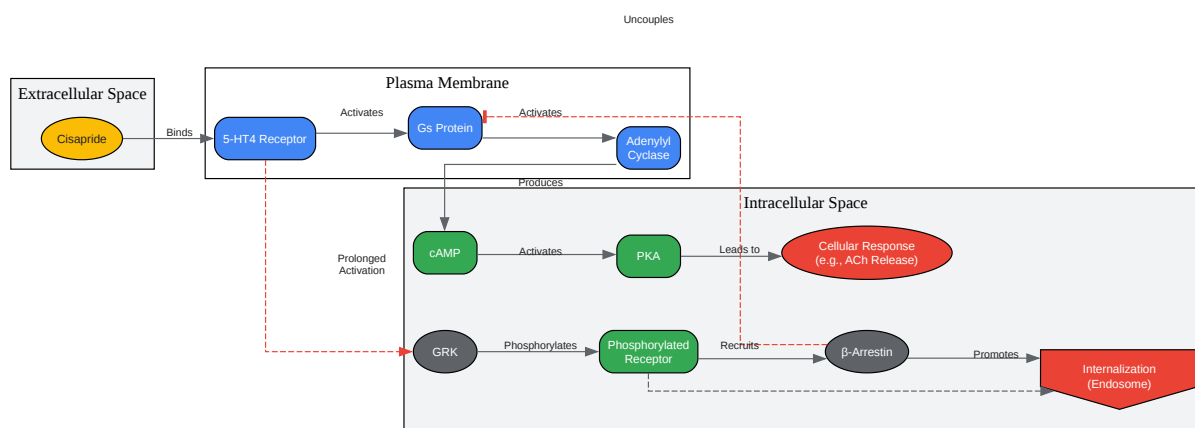 Uncouples
Plasma Membrane
Extracellular Space
Cisapride
Binds
5-HT4 Receptor
Activates
Gs Protein
Activates
Adenylyl
Cyclase
Produces
Intracellular Space
cAMP
Activates
PKA
Leads to
Cellular Response
(e.g., ACh Release)
Prolonged
Activation
GRK
Phosphorylates
Phosphorylated
Receptor
Recruits
β-Arrestin
Promotes
Internalization
(Endosome)